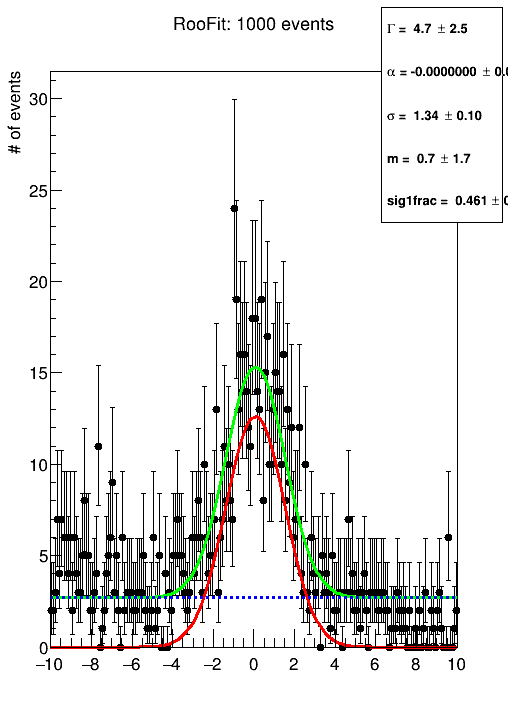 RooFit: 1000 events
Γ = 4.7 ± 2.5
α = -0.0000000 ± 0.0
σ = 1.34 ± 0.10
m = 0.7 ± 1.7
sig1frac = 0.461 ± 0
# of events
30
25
20
15
10
5
0
−10 −8 −6 −4 −2 0 2 4 6 8 10